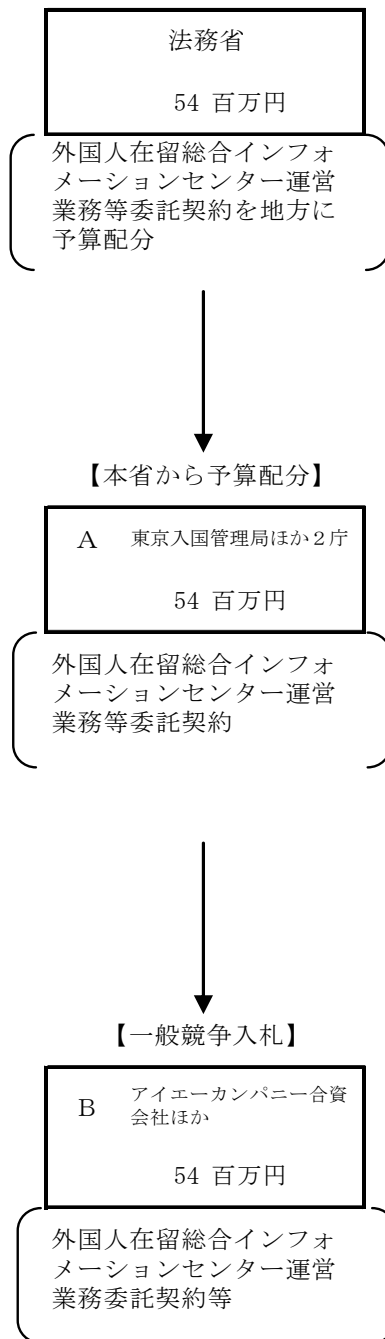 法務省
54 百万円
外国人在留総合インフォ
メーションセンター運営
業務等委託契約を地方に
予算配分
【本省から予算配分】
A 東京入国管理局ほか２庁
54 百万円
外国人在留総合インフォ
メーションセンター運営
業務等委託契約
【一般競争入札】
B アイエーカンパニー合資
会社ほか
54 百万円
外国人在留総合インフォ
メーションセンター運営
業務委託契約等